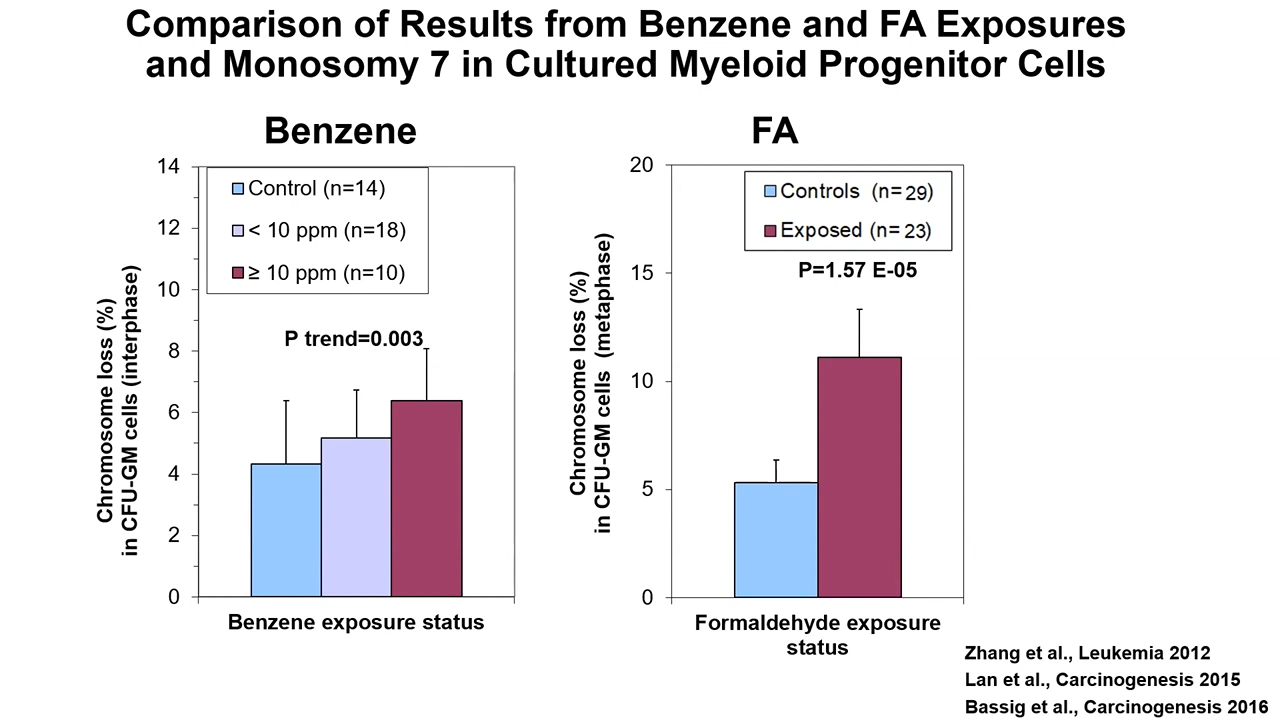 Comparison of Results from Benzene and FA Exposures
and Monosomy 7 in Cultured Myeloid Progenitor Cells
Benzene
Chromosome loss (%)
in CFU-GM cells (interphase)
14
12
10
8
6
4
2
0
Control (n=14)
< 10 ppm (n=18)
≥ 10 ppm (n=10)
P trend=0.003
Benzene exposure status
FA
Chromosome loss (%)
in CFU-GM cells (metaphase)
20
15
10
5
0
Controls (n= 29)
Exposed (n= 23)
P=1.57 E-05
Formaldehyde exposure
status
Zhang et al., Leukemia 2012
Lan et al., Carcinogenesis 2015
Bassig et al., Carcinogenesis 2016